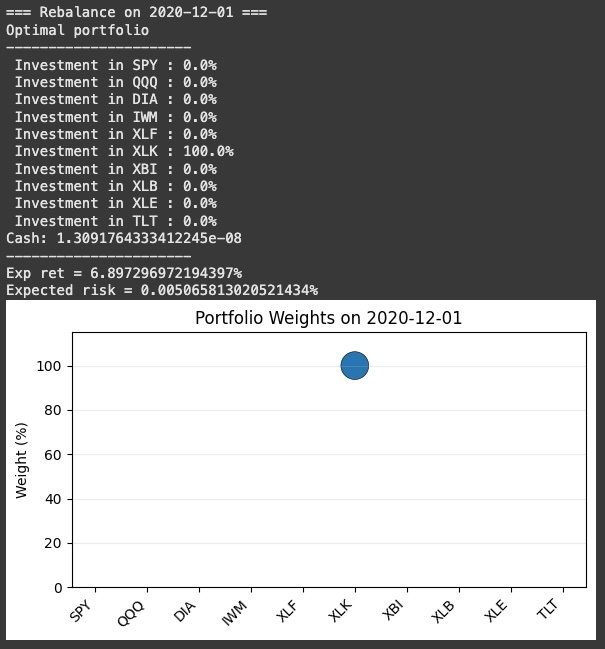 === Rebalance on 2020-12-01 ===
Optimal portfolio
----------------------
Investment in SPY : 0.0%
Investment in QQQ : 0.0%
Investment in DIA : 0.0%
Investment in IWM : 0.0%
Investment in XLF : 0.0%
Investment in XLK : 100.0%
Investment in XBI : 0.0%
Investment in XLB : 0.0%
Investment in XLE : 0.0%
Investment in TLT : 0.0%
Cash: 1.3091764333412245e-08
----------------------
Exp ret = 6.897296972194397%
Expected risk = 0.005065813020521434%
Portfolio Weights on 2020-12-01
Weight (%)
100
80
60
40
20
0
SPY
QQQ
DIA
IWM
XLF
XLK
XBI
XLB
XLE
TLT